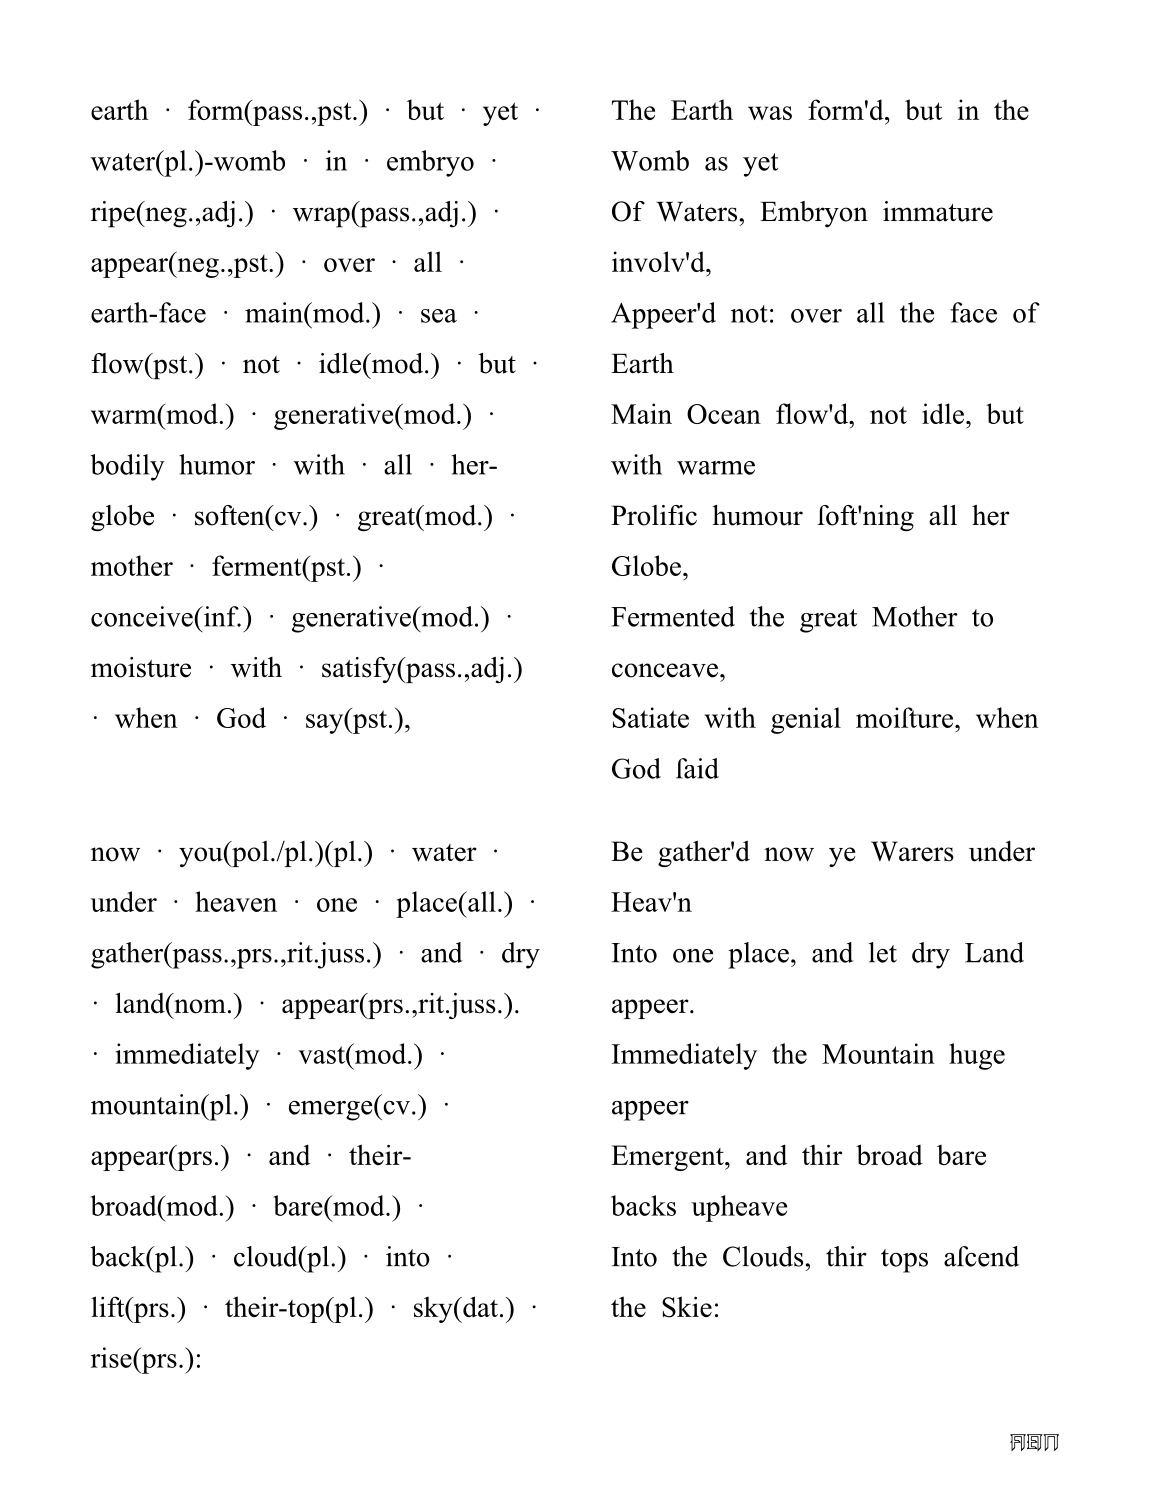 earth · form(pass.,pst.) · but · yet ·
water(pl.)-womb · in · embryo ·
ripe(neg.,adj.) · wrap(pass.,adj.) ·
appear(neg.,pst.) · over · all ·
earth-face · main(mod.) · sea ·
flow(pst.) · not · idle(mod.) · but ·
warm(mod.) · generative(mod.) ·
bodily humor · with · all · her-
globe · soften(cv.) · great(mod.) ·
mother · ferment(pst.) ·
conceive(inf.) · generative(mod.) ·
moisture · with · satisfy(pass.,adj.)
· when · God · say(pst.),
The Earth was form'd, but in the
Womb as yet
Of Waters, Embryon immature
involv'd,
Appeer'd not: over all the face of
Earth
Main Ocean flow'd, not idle, but
with warme
Prolific humour ſoft'ning all her
Globe,
Fermented the great Mother to
conceave,
Satiate with genial moiſture, when
God ſaid
now · you(pol./pl.)(pl.) · water ·
under · heaven · one · place(all.) ·
gather(pass.,prs.,rit.juss.) · and · dry
· land(nom.) · appear(prs.,rit.juss.).
· immediately · vast(mod.) ·
mountain(pl.) · emerge(cv.) ·
appear(prs.) · and · their-
broad(mod.) · bare(mod.) ·
back(pl.) · cloud(pl.) · into ·
lift(prs.) · their-top(pl.) · sky(dat.) ·
rise(prs.):
Be gather'd now ye Warers under
Heav'n
Into one place, and let dry Land
appeer.
Immediately the Mountain huge
appeer
Emergent, and thir broad bare
backs upheave
Into the Clouds, thir tops aſcend
the Skie: